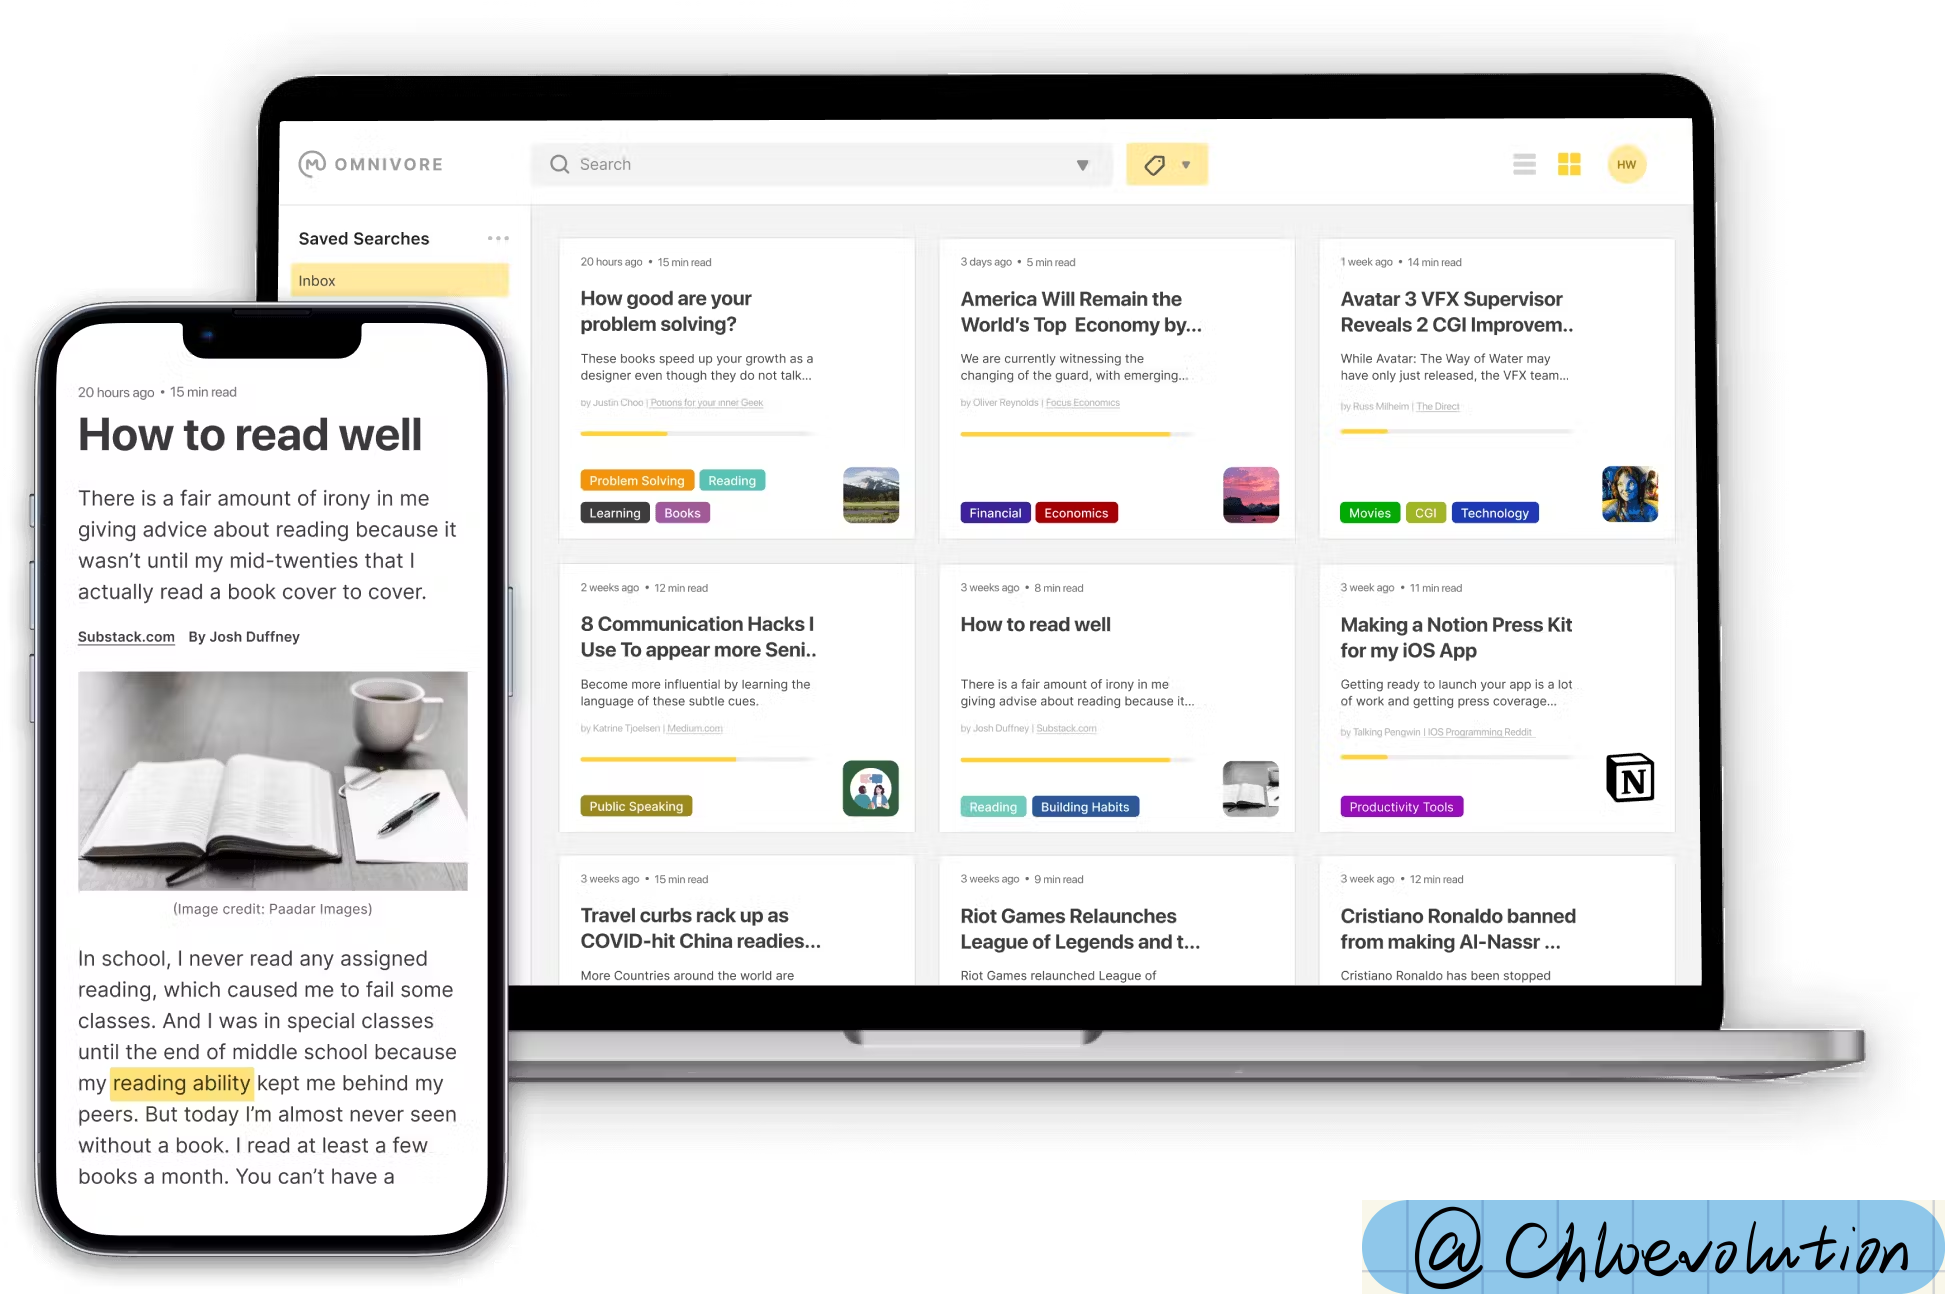 OMNIVORE
Search
HW
Saved Searches
Inbox
20 hours ago • 15 min read
How good are your
problem solving?
These books speed up your growth as a
designer even though they do not talk...
by Justin Choo | Potions for your inner Geek
Problem Solving
Reading
Learning
Books
3 days ago • 5 min read
America Will Remain the
World's Top Economy by...
We are currently witnessing the
changing of the guard, with emerging...
by Oliver Reynolds | Focus Economics
Financial
Economics
1 week ago • 14 min read
Avatar 3 VFX Supervisor
Reveals 2 CGI Improvem..
While Avatar: The Way of Water may
have only just released, the VFX team...
by Russ Milheim | The Direct
Movies
CGI
Technology
2 weeks ago • 12 min read
8 Communication Hacks I
Use To appear more Seni..
Become more influential by learning the
language of these subtle cues.
by Katrine Tjoelsen | Medium.com
Public Speaking
3 weeks ago • 8 min read
How to read well
There is a fair amount of irony in me
giving advise about reading because it...
by Josh Duffney | Substack.com
Reading
Building Habits
3 week ago • 11 min read
Making a Notion Press Kit
for my iOS App
Getting ready to launch your app is a lot
of work and getting press coverage...
by Talking Pengwin | IOS Programming Reddit
N
Productivity Tools
3 weeks ago • 15 min read
Travel curbs rack up as
COVID-hit China readies...
More Countries around the world are
3 weeks ago • 9 min read
Riot Games Relaunches
League of Legends and t...
Riot Games relaunched League of
3 week ago • 12 min read
Cristiano Ronaldo banned
from making Al-Nassr ...
Cristiano Ronaldo has been stopped
20 hours ago • 15 min read
How to read well
There is a fair amount of irony in me
giving advice about reading because it
wasn't until my mid-twenties that I
actually read a book cover to cover.
Substack.com By Josh Duffney
(Image credit: Paadar Images)
In school, I never read any assigned
reading, which caused me to fail some
classes. And I was in special classes
until the end of middle school because
my reading ability kept me behind my
peers. But today I'm almost never seen
without a book. I read at least a few
books a month. You can't have a
@Chloevolution